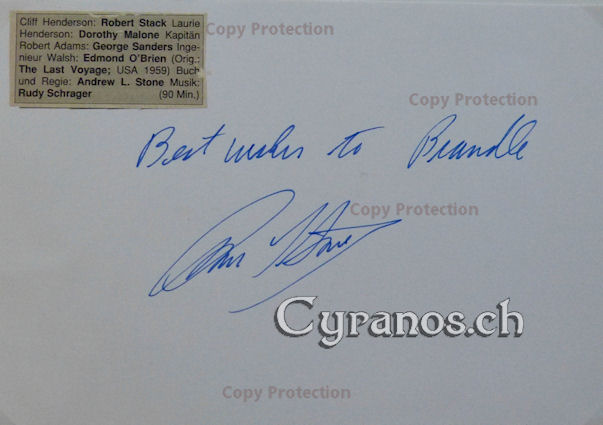 Cliff Henderson: Robert Stack Laurie
Henderson: Dorothy Malone Kapitän
Robert Adams: George Sanders Inge-
nieur Walsh: Edmond O'Brien (Orig.:
The Last Voyage; USA 1959) Buch
und Regie: Andrew L. Stone Musik:
Rudy Schrager (90 Min.)
Copy Protection
Copy Protection
Best wishes to
Copy Protection
Stone
Cyranos.ch
Copy Protection